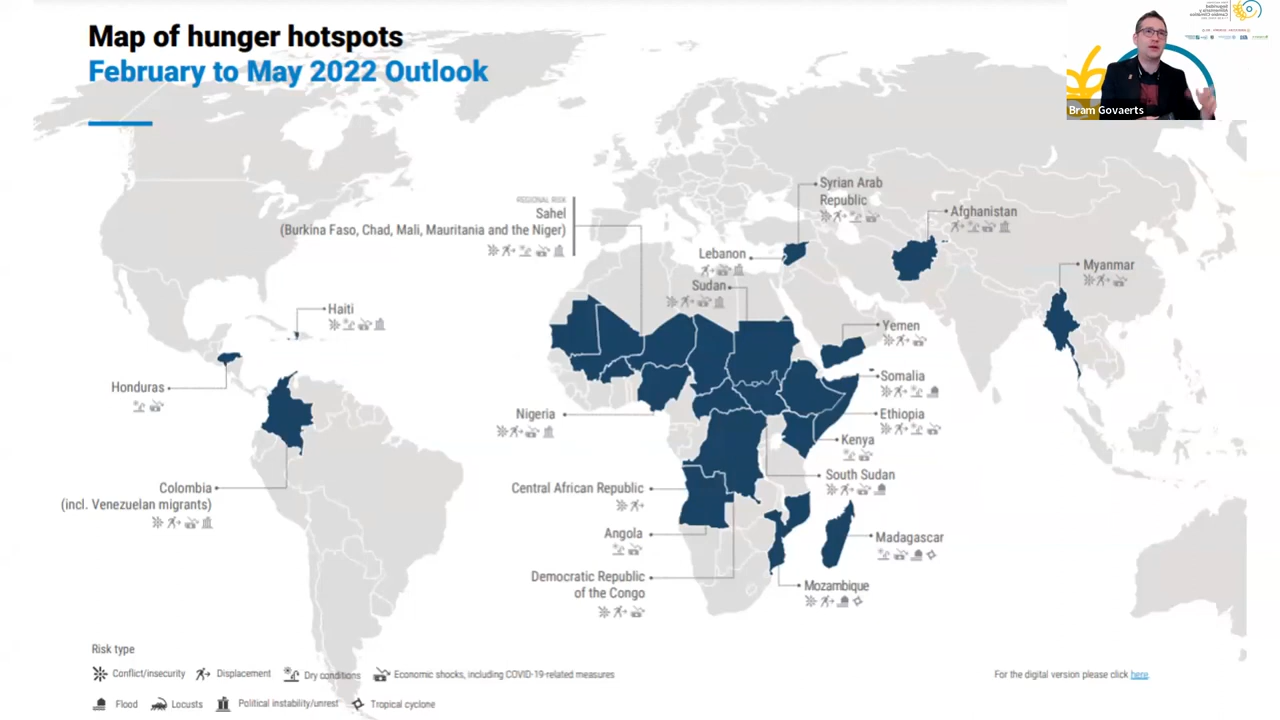 Map of hunger hotspots
February to May 2022 Outlook
Bram Govaerts
REGIONAL RISK
Sahel
(Burkina Faso, Chad, Mali, Mauritania and the Niger)
Syrian Arab
Republic
Afghanistan
Lebanon
Myanmar
Sudan
Haiti
Yemen
Honduras
Somalia
Nigeria
Ethiopia
Kenya
South Sudan
Colombia
(incl. Venezuelan migrants)
Central African Republic
Angola
Madagascar
Democratic Republic
of the Congo
Mozambique
Risk type
Conflict/insecurity
Displacement
Dry conditions
Economic shocks, including COVID-19-related measures
For the digital version please click here.
Flood
Locusts
Political instability/unrest
Tropical cyclone